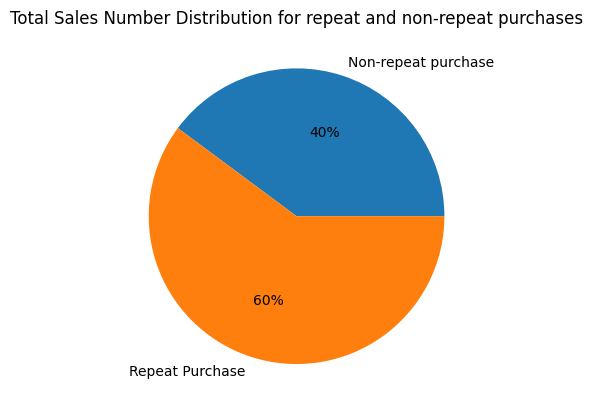 Total Sales Number Distribution for repeat and non-repeat purchases
Non-repeat purchase
40%
60%
Repeat Purchase